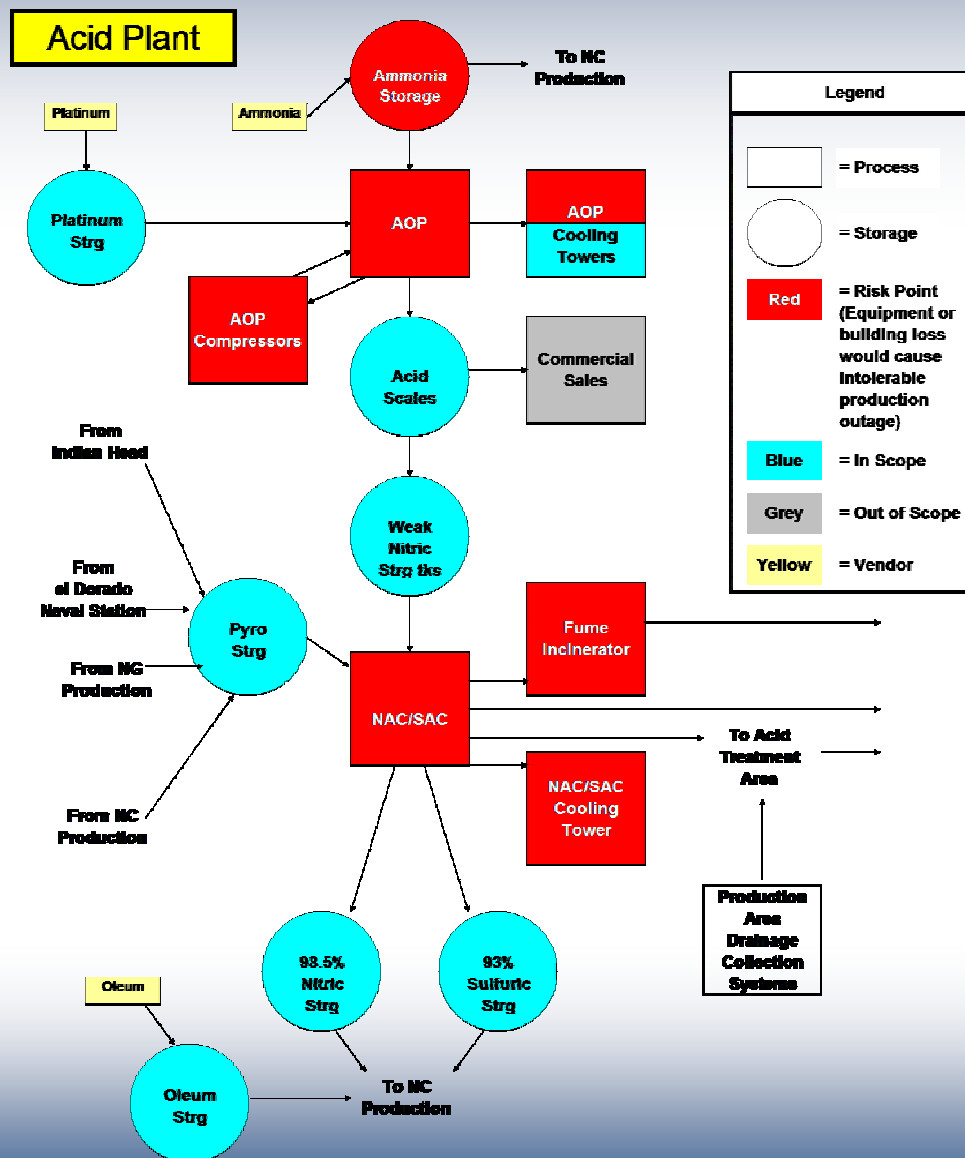 Acid Plant
Ammonia
Storage
To NC
Production
Platinum
Ammonia
Platinum
Strg
AOP
AOP
Cooling
Towers
AOP
Compressors
Acid
Scales
Commercial
Sales
From
Indian Head
Weak
Nitric
Strg tks
From
el Dorado
Naval Station
Pyro
Strg
From NG
Production
From NC
Production
NAC/SAC
Fume
Incinerator
To Acid
Treatment
Area
NAC/SAC
Cooling
Tower
Production
Area
Drainage
Collection
Systems
98.5%
Nitric
Strg
93%
Sulfuric
Strg
Oleum
Oleum
Strg
To NC
Production
Legend
= Process
= Storage
Red
= Risk Point
(Equipment or
building loss
would cause
intolerable
production
outage)
Blue
= In Scope
Grey
= Out of Scope
Yellow
= Vendor